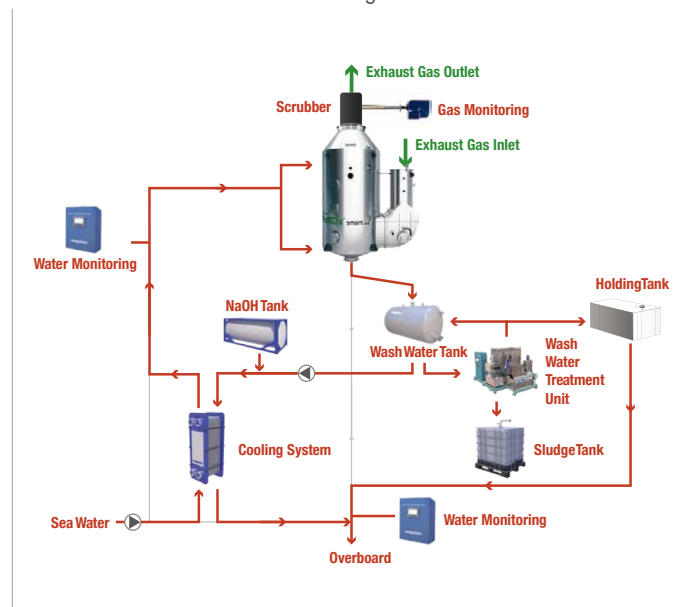 Exhaust Gas Outlet
Scrubber
Gas Monitoring
Exhaust Gas Inlet
smart
Water Monitoring
NaOH Tank
HoldingTank
Wash Water Tank
Wash
Water
Treatment
Unit
Cooling System
SludgeTank
Sea Water
Water Monitoring
Overboard